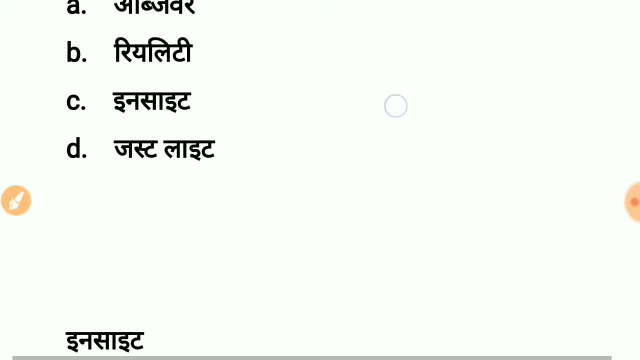 a. ऑब्जर्वर
b. रियलिटी
c. इनसाइट
d. जस्ट लाइट
इनसाइट